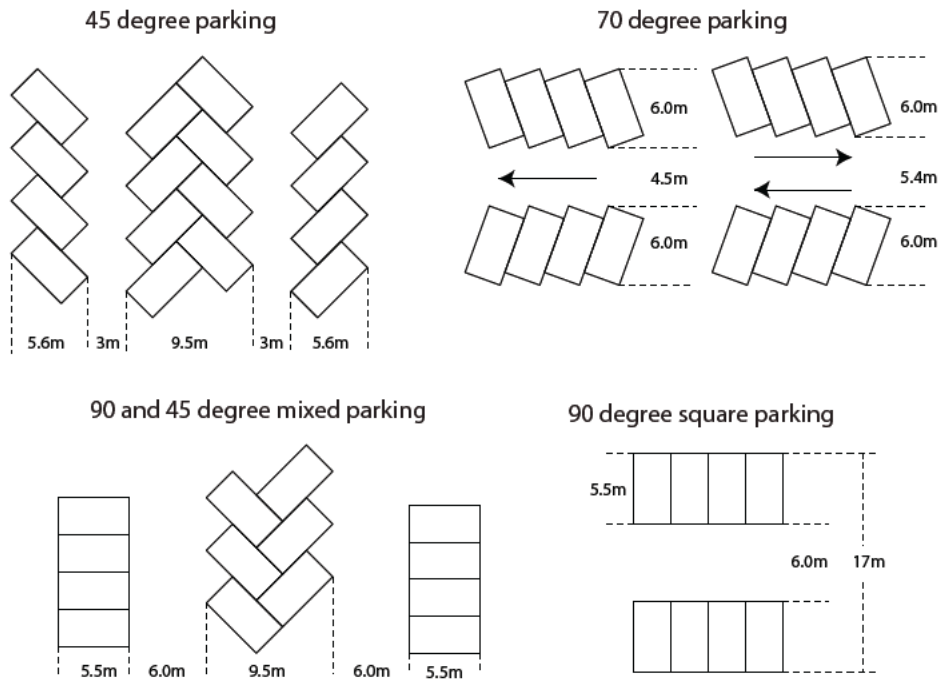 45 degree parking
5.6m 3m 9.5m 3m 5.6m
70 degree parking
6.0m
4.5m
6.0m
6.0m
5.4m
6.0m
90 and 45 degree mixed parking
5.5m 6.0m 9.5m 6.0m 5.5m
90 degree square parking
5.5m
6.0m 17m